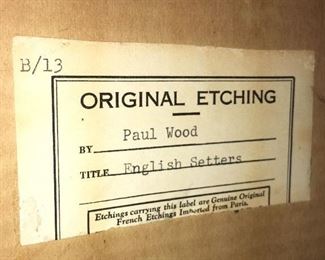 B/13
ORIGINAL ETCHING
BY Paul Wood
TITLE English Setters
Etchings carrying this label are Genuine Original
French Etchings Imported from Paris.